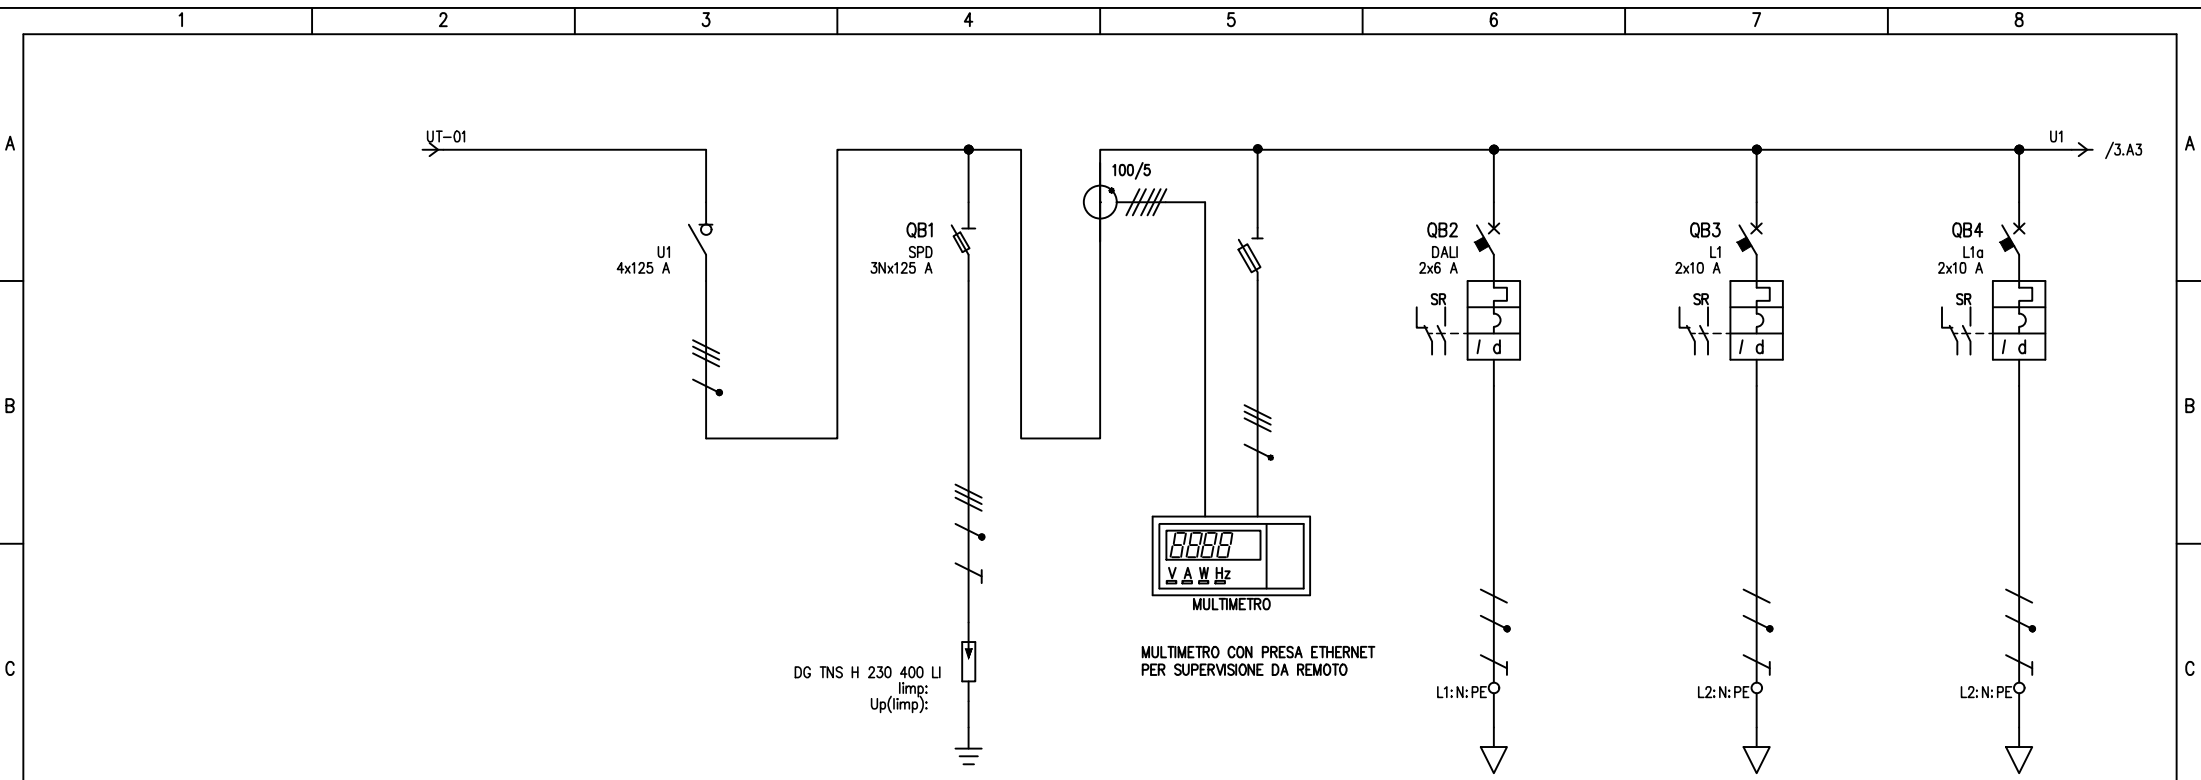 1 2 3 4 5 6 7 8
A A
UT-01
U1
/3.A3
100/5
U1
4x125 A
QB1
SPD
3Nx125 A
QB2
DALI
2x6 A
SR
I d
QB3
L1
2x10 A
SR
I d
QB4
L1a
2x10 A
SR
I d
B B
8888
V A W Hz
MULTIMETRO
MULTIMETRO CON PRESA ETHERNET
PER SUPERVISIONE DA REMOTO
C C
DG TNS H 230 400 LI
Iimp:
Up(Iimp):
L1:N:PE
L2:N:PE
L2:N:PE